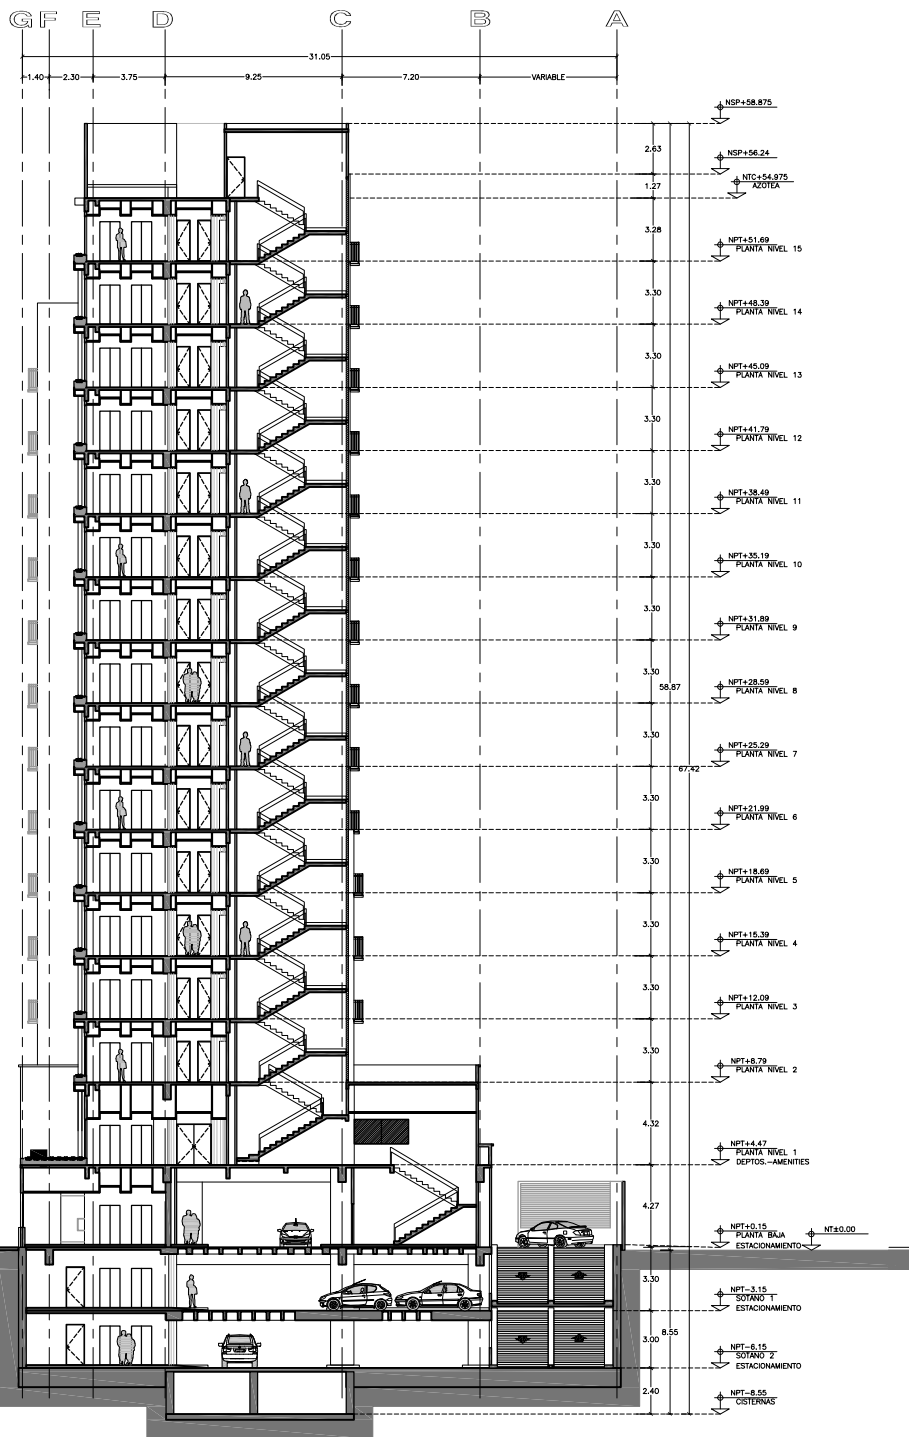 G F E D C B A
31.05
1.40 2.30 3.75 9.25 7.20 VARIABLE
NSP+58.875
2.63
NSP+56.24
1.27
NTC+54.975
AZOTEA
3.28
NPT+51.69
PLANTA NIVEL 15
3.30
NPT+48.39
PLANTA NIVEL 14
3.30
NPT+45.09
PLANTA NIVEL 13
3.30
NPT+41.79
PLANTA NIVEL 12
3.30
NPT+38.49
PLANTA NIVEL 11
3.30
NPT+35.19
PLANTA NIVEL 10
3.30
NPT+31.89
PLANTA NIVEL 9
3.30
NPT+28.59
PLANTA NIVEL 8
58.87
3.30
NPT+25.29
PLANTA NIVEL 7
67.42
3.30
NPT+21.99
PLANTA NIVEL 6
3.30
NPT+18.69
PLANTA NIVEL 5
3.30
NPT+15.39
PLANTA NIVEL 4
3.30
NPT+12.09
PLANTA NIVEL 3
3.30
NPT+8.79
PLANTA NIVEL 2
4.32
NPT+4.47
PLANTA NIVEL 1
DEPTOS.-AMENITIES
4.27
NPT+0.15
PLANTA BAJA
ESTACIONAMIENTO
NT±0.00
3.30
NPT-3.15
SOTANO 1
ESTACIONAMIENTO
8.55
3.00
NPT-6.15
SOTANO 2
ESTACIONAMIENTO
2.40
NPT-8.55
CISTERNAS